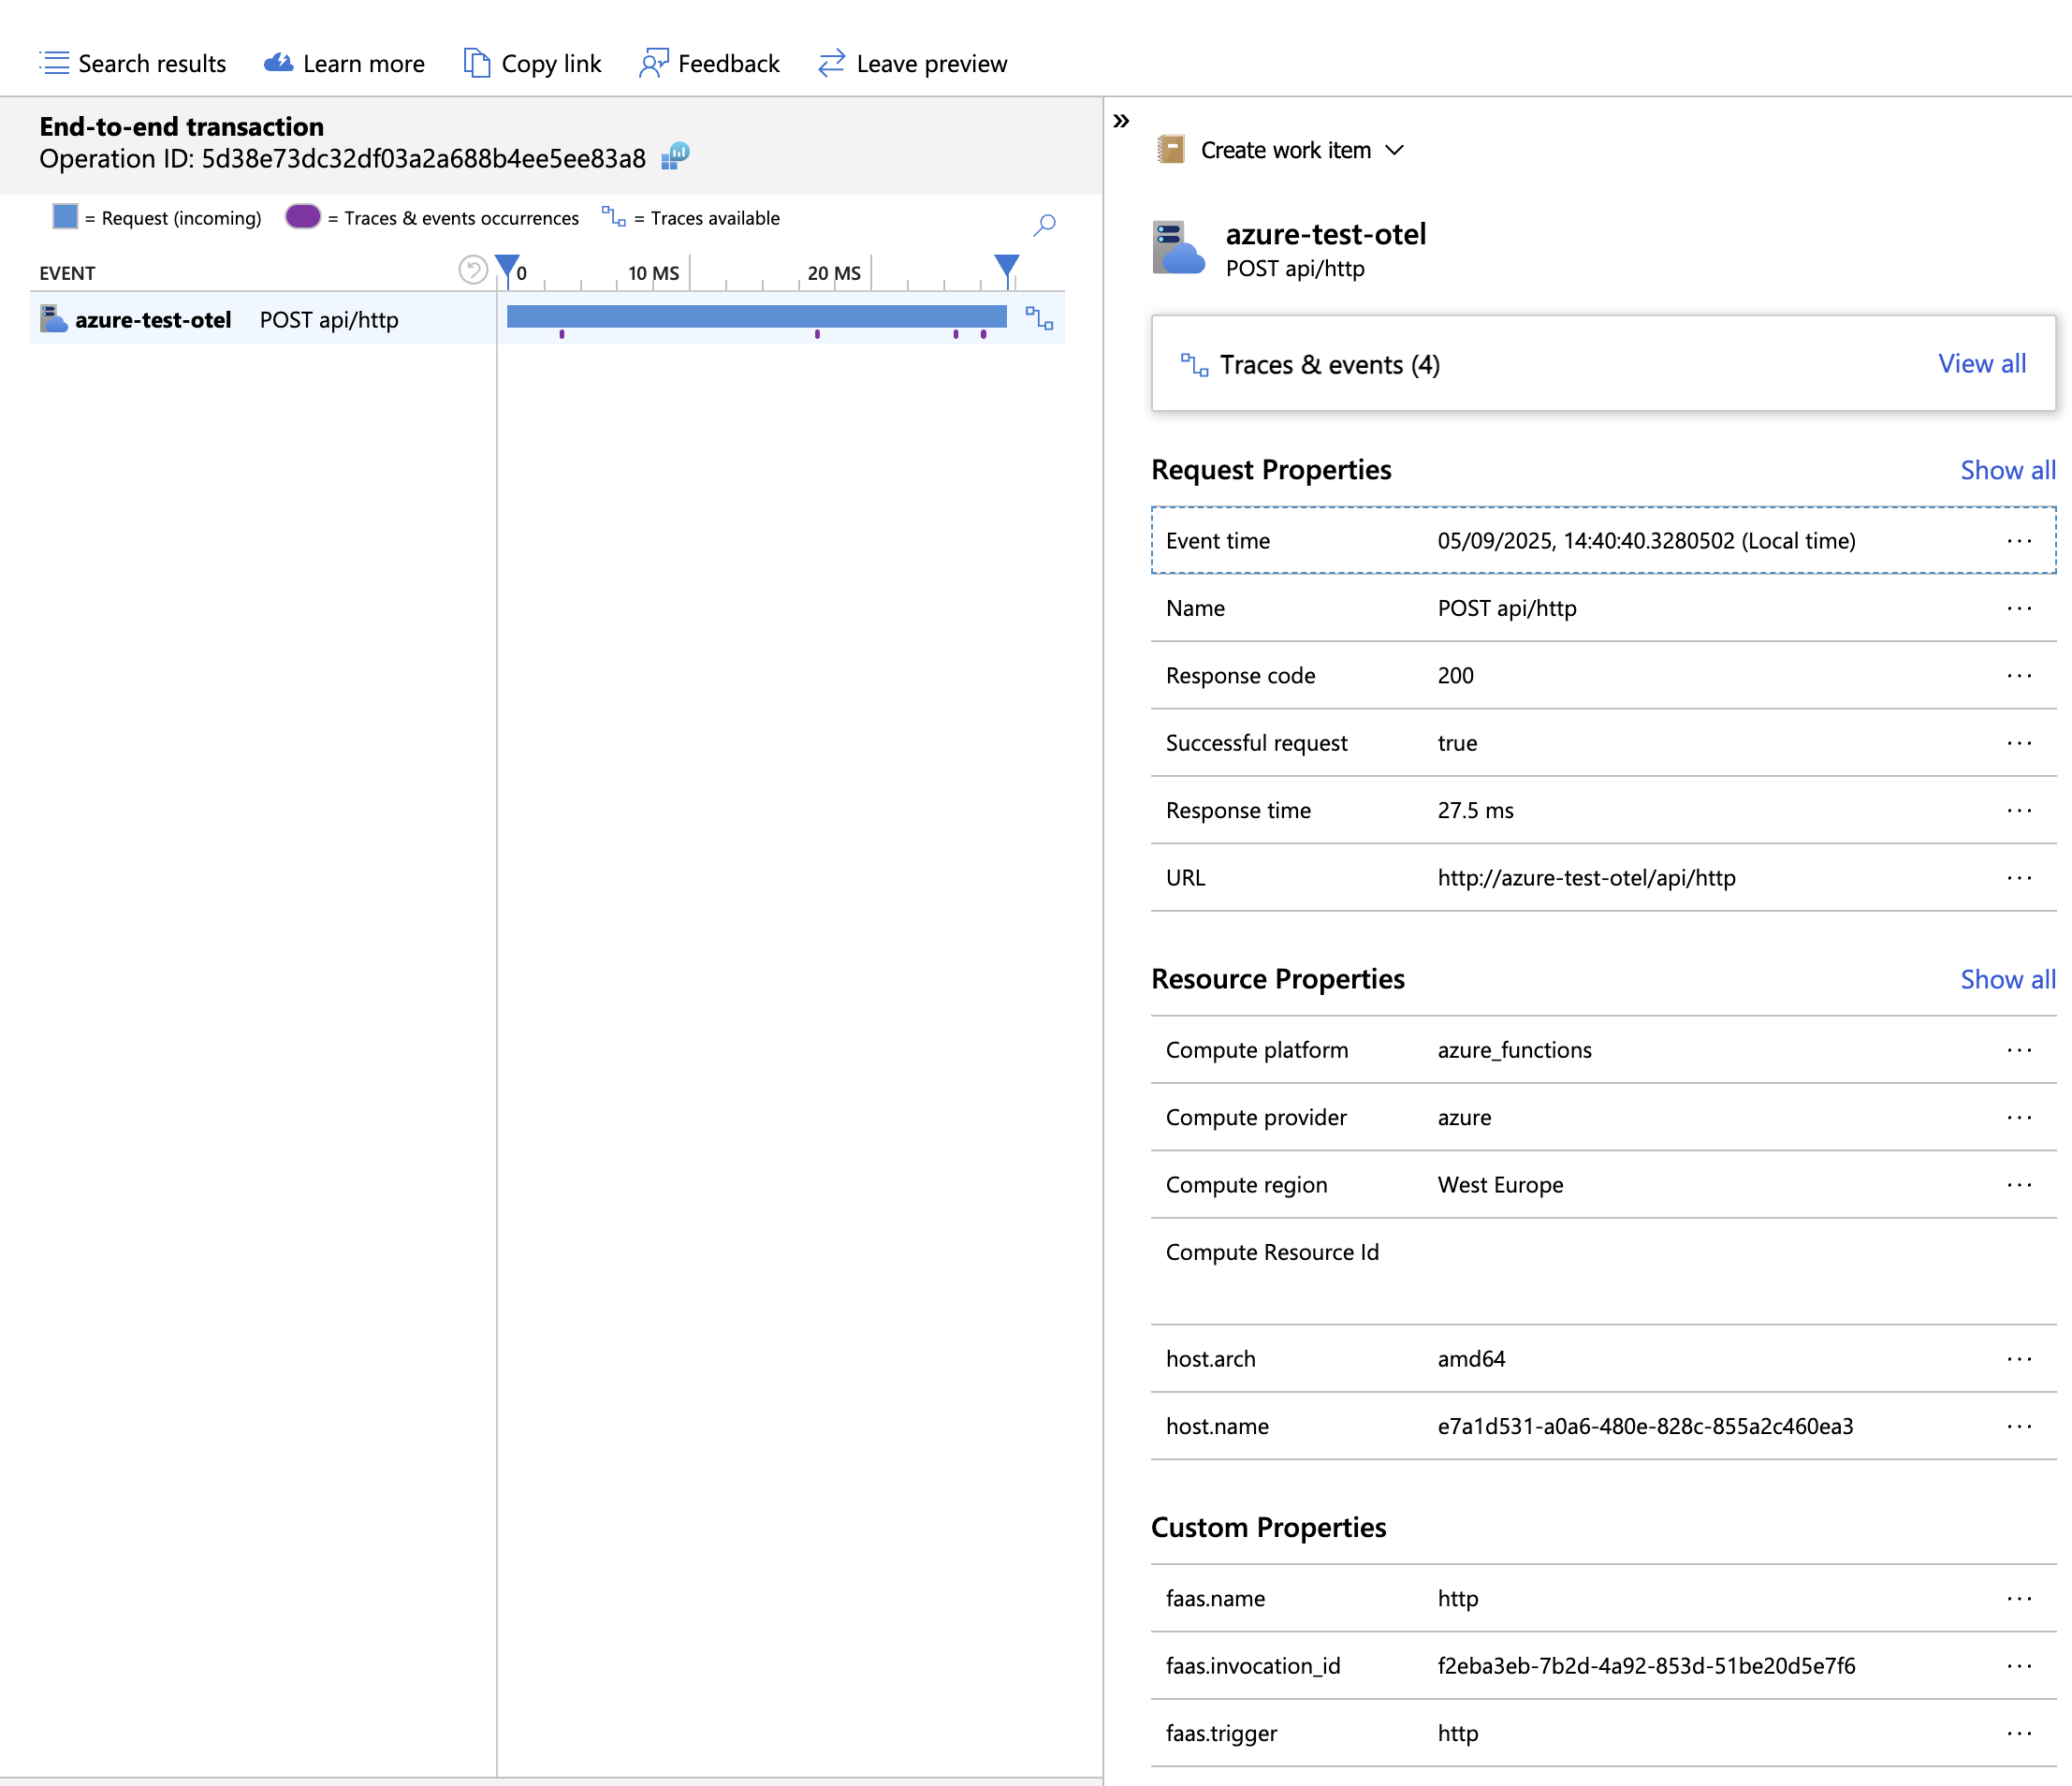 Search results Learn more Copy link Feedback Leave preview
End-to-end transaction
Operation ID: 5d38e73dc32df03a2a688b4ee5ee83a8
= Request (incoming) = Traces & events occurrences = Traces available
EVENT 0 10 MS 20 MS
azure-test-otel POST api/http
»
Create work item
azure-test-otel
POST api/http
Traces & events (4) View all
Request Properties Show all
Event time 05/09/2025, 14:40:40.3280502 (Local time) ...
Name POST api/http ...
Response code 200 ...
Successful request true ...
Response time 27.5 ms ...
URL http://azure-test-otel/api/http ...
Resource Properties Show all
Compute platform azure_functions ...
Compute provider azure ...
Compute region West Europe ...
Compute Resource Id
host.arch amd64 ...
host.name e7a1d531-a0a6-480e-828c-855a2c460ea3 ...
Custom Properties
faas.name http ...
faas.invocation_id f2eba3eb-7b2d-4a92-853d-51be20d5e7f6 ...
faas.trigger http ...